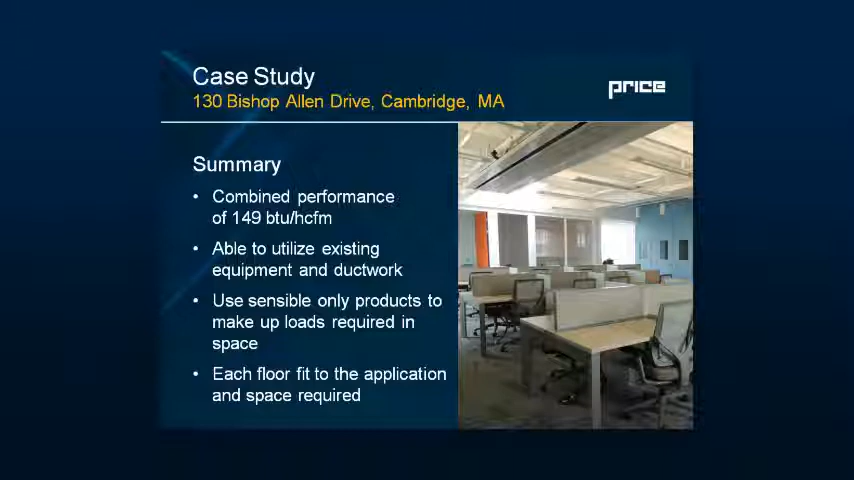 Case Study
130 Bishop Allen Drive, Cambridge, MA
price
Summary
• Combined performance
of 149 btu/hcfm
• Able to utilize existing
equipment and ductwork
• Use sensible only products to
make up loads required in
space
• Each floor fit to the application
and space required